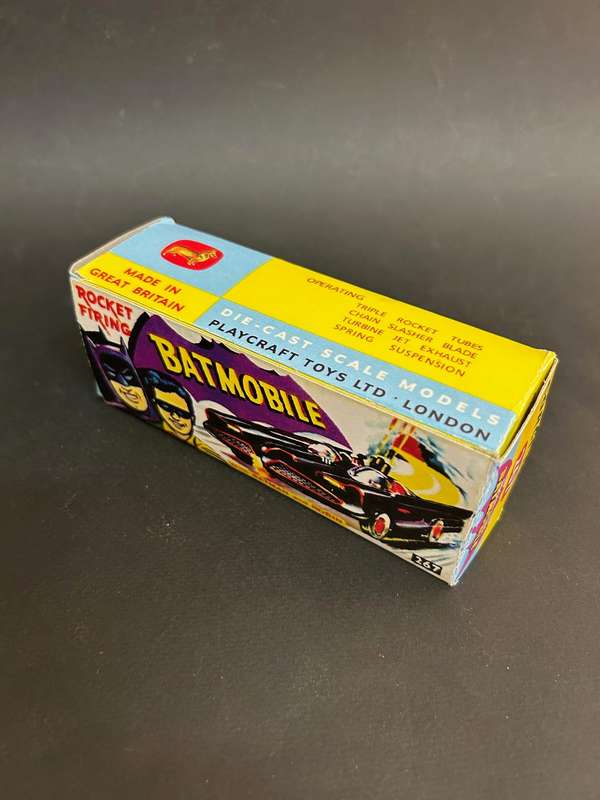 MADE IN
GREAT BRITAIN
OPERATING
TRIPLE ROCKET TUBES
CHAIN SLASHER BLADE
TURBINE JET EXHAUST
SPRING SUSPENSION
DIE-CAST SCALE MODELS
PLAYCRAFT TOYS LTD · LONDON
ROCKET
FIRING
BATMOBILE
267